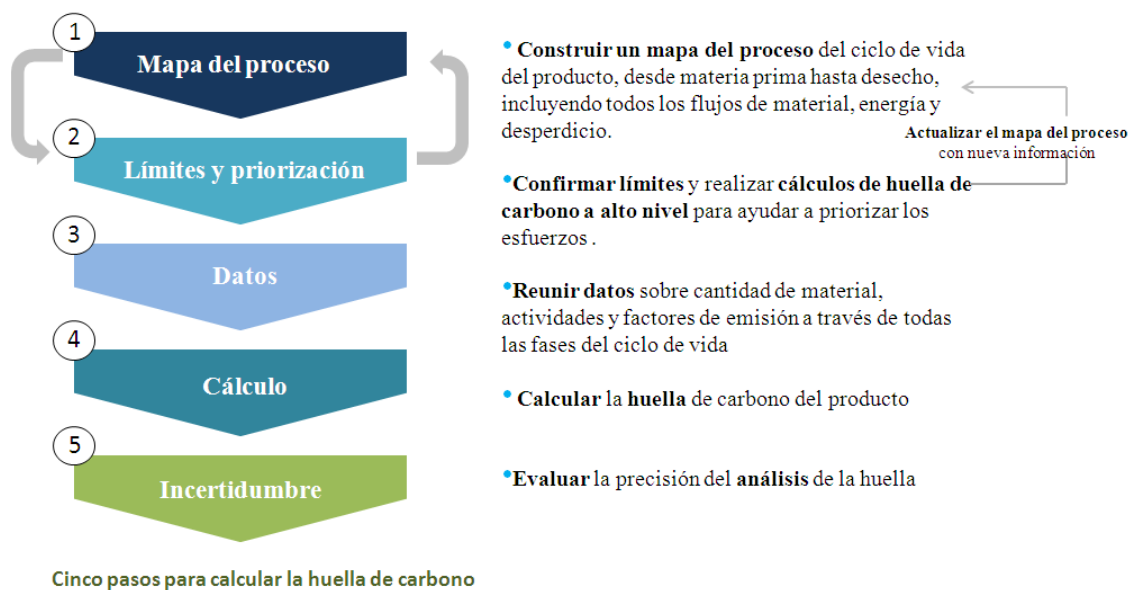 1
Mapa del proceso
• Construir un mapa del proceso del ciclo de vida
del producto, desde materia prima hasta desecho,
incluyendo todos los flujos de material, energía y
desperdicio.
Actualizar el mapa del proceso
con nueva información
2
Límites y priorización
•Confirmar límites y realizar cálculos de huella de
carbono a alto nivel para ayudar a priorizar los
esfuerzos .
3
Datos
•Reunir datos sobre cantidad de material,
actividades y factores de emisión a través de todas
las fases del ciclo de vida
4
Cálculo
• Calcular la huella de carbono del producto
5
Incertidumbre
•Evaluar la precisión del análisis de la huella
Cinco pasos para calcular la huella de carbono